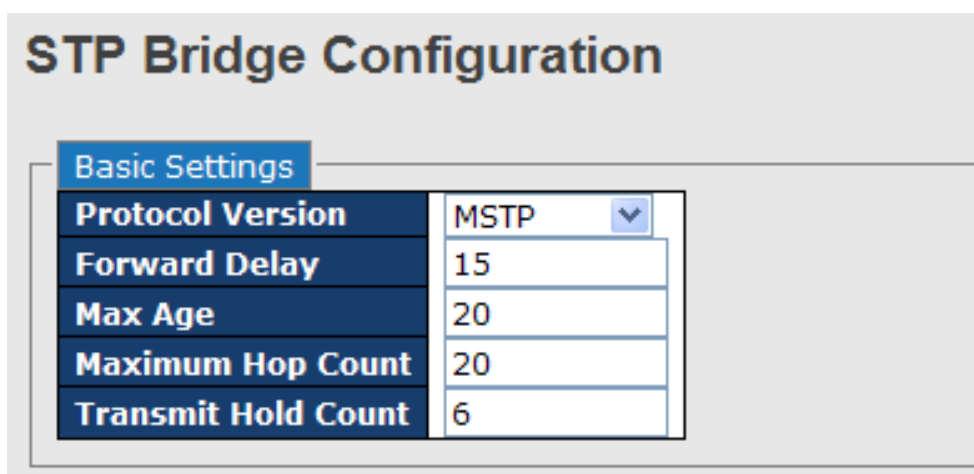 STP Bridge Configuration
Basic Settings
Protocol Version MSTP
Forward Delay 15
Max Age 20
Maximum Hop Count 20
Transmit Hold Count 6